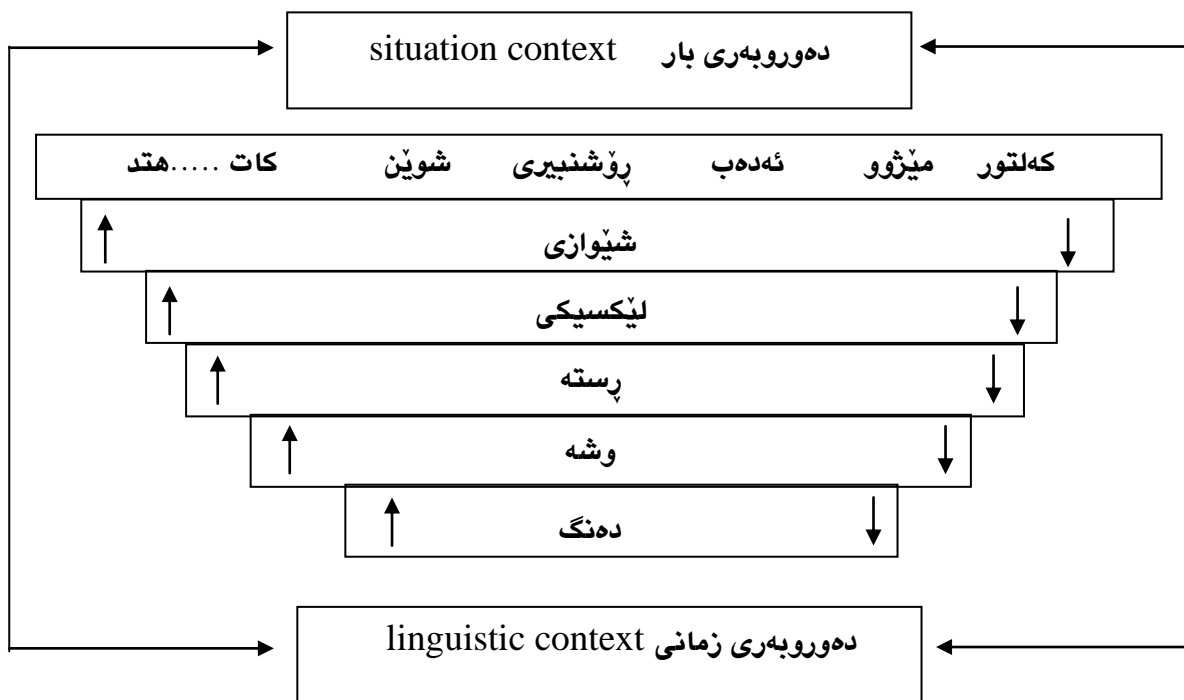 دەوروبەری بار situation context
کەلتور مێژوو ئەدەب ڕۆشنبیری شوێن کات .....هتد
شێوازی
لێکسیکی
ڕستە
وشە
دەنگ
دەوروبەری زمانی linguistic context